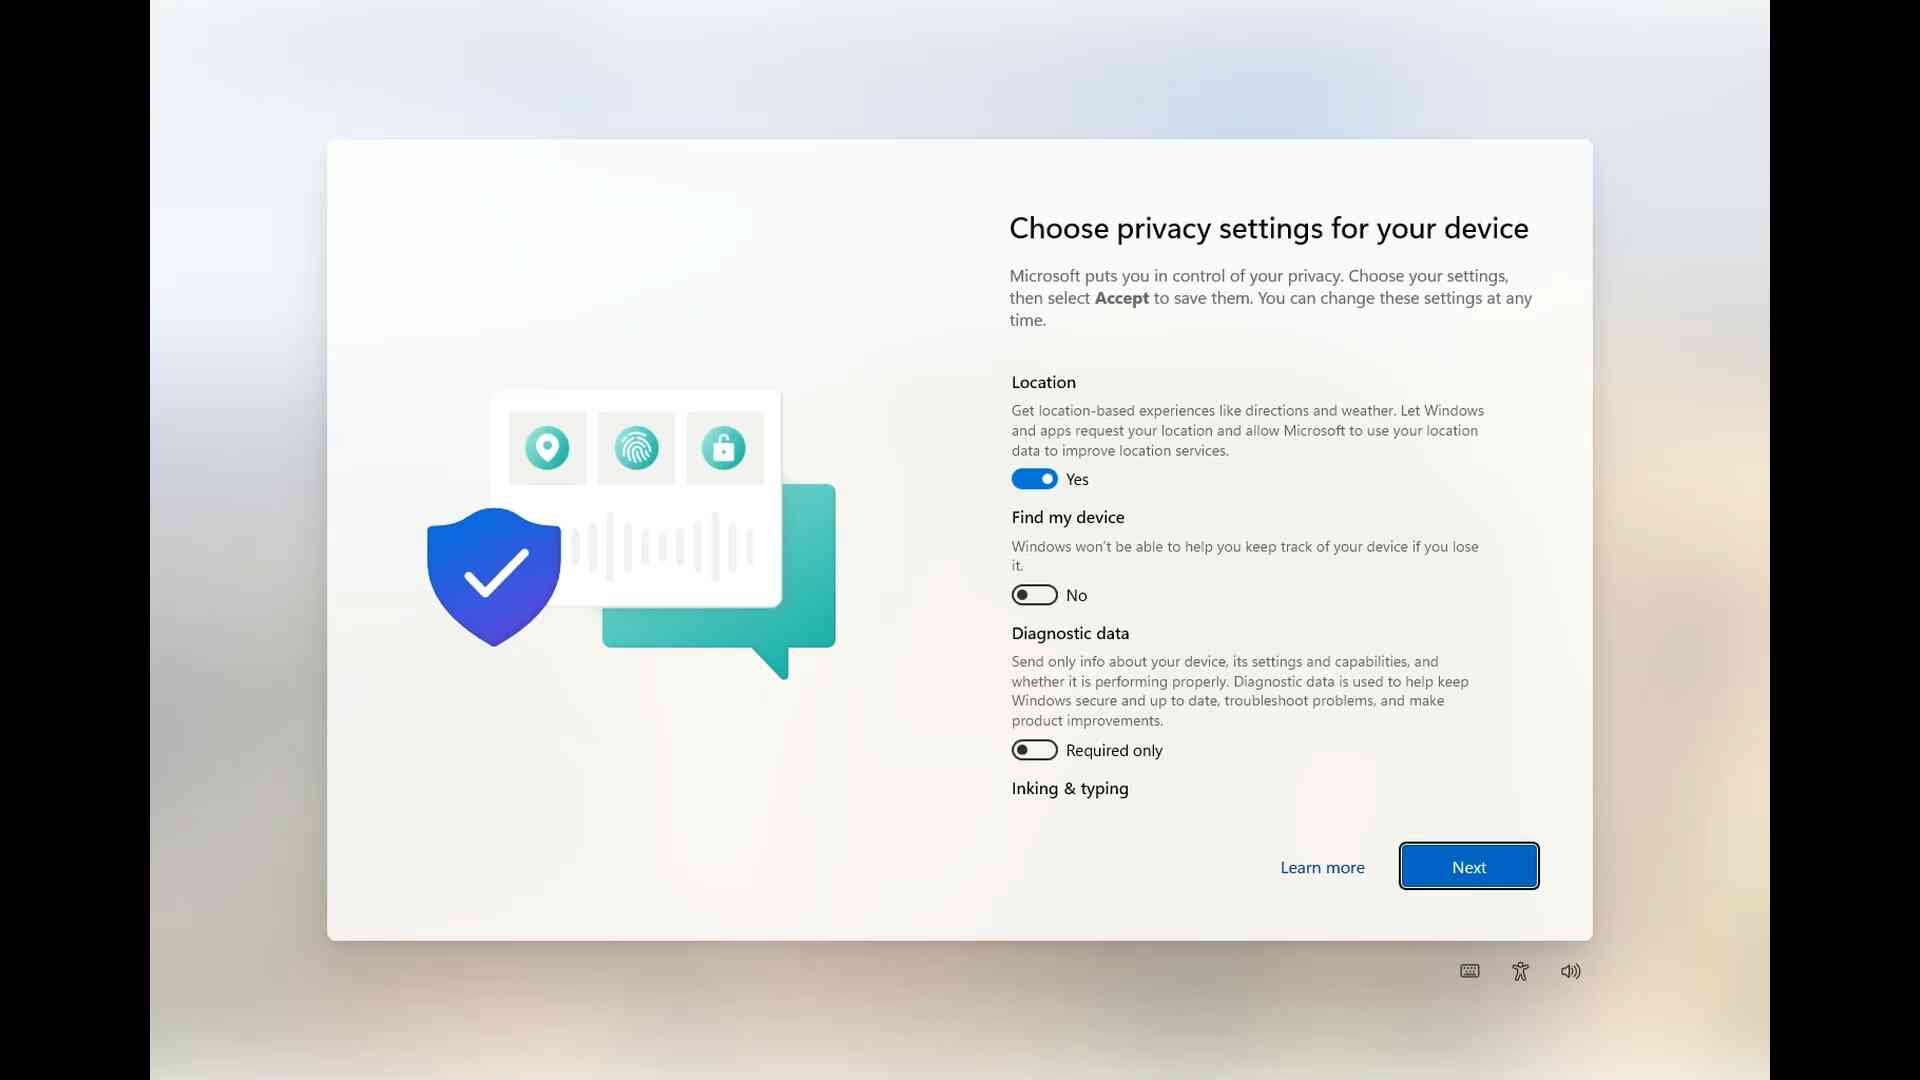 Choose privacy settings for your device
Microsoft puts you in control of your privacy. Choose your settings,
then select Accept to save them. You can change these settings at any
time.
Location
Get location-based experiences like directions and weather. Let Windows
and apps request your location and allow Microsoft to use your location
data to improve location services.
Yes
Find my device
Windows won't be able to help you keep track of your device if you lose
it.
No
Diagnostic data
Send only info about your device, its settings and capabilities, and
whether it is performing properly. Diagnostic data is used to help keep
Windows secure and up to date, troubleshoot problems, and make
product improvements.
Required only
Inking & typing
Learn more
Next